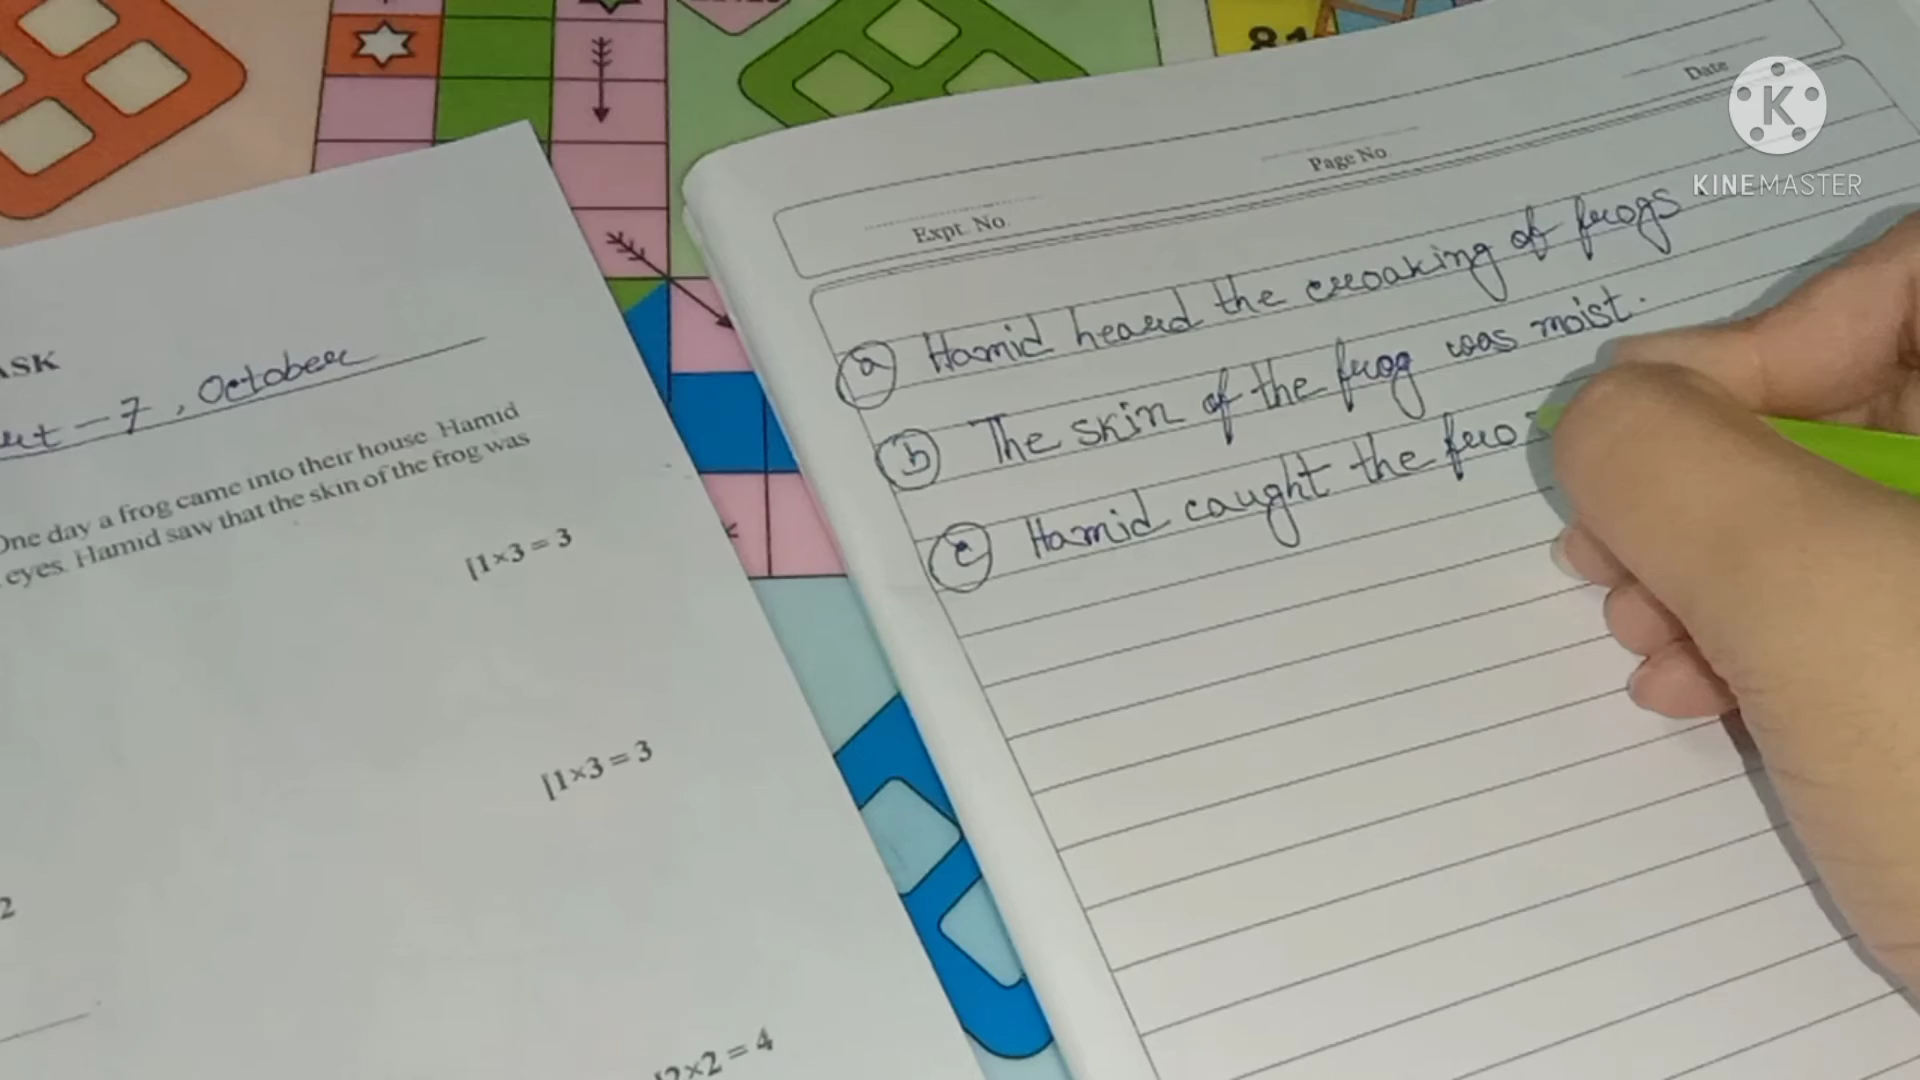 81
ASK
-7, October
One day a frog came into their house. Hamid
eyes. Hamid saw that the skin of the frog was
[1×3 = 3
[1×3 = 3
2
[2×2 = 4
Expt. No.
Page No
Date
K
KINEMASTER
a Hamid heard the croaking of frogs
b The skin of the frog was moist.
c Hamid caught the fro